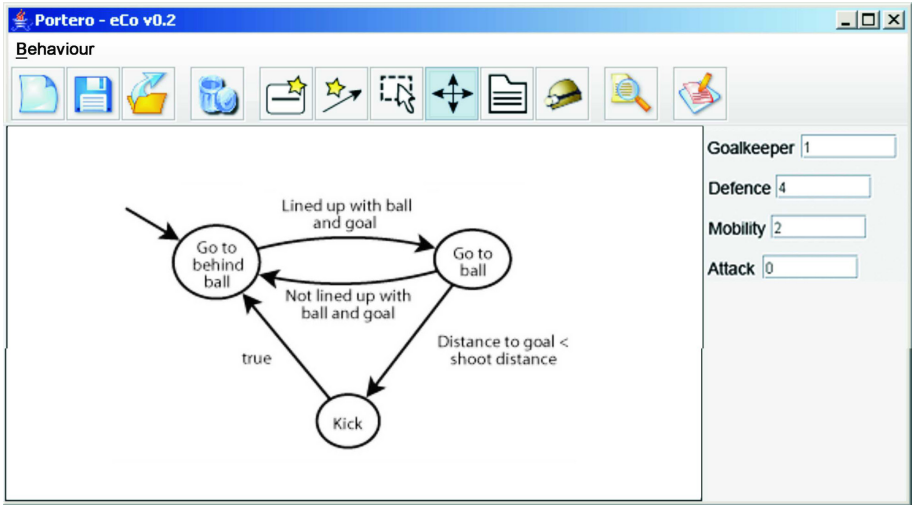 Portero - eCo v0.2
Behaviour
Goalkeeper 1
Defence 4
Mobility 2
Attack 0
Lined up with ball
and goal
Go to
behind
ball
Go to
ball
Not lined up with
ball and goal
Distance to goal <
shoot distance
true
Kick